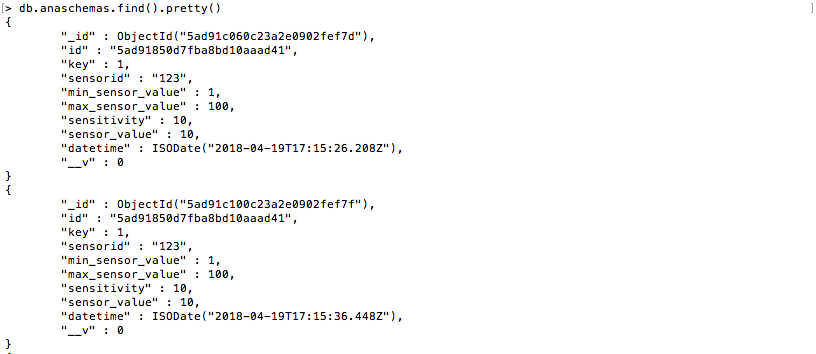 [> db.anaschemas.find().pretty() ]
{
"_id" : ObjectId("5ad91c060c23a2e0902fef7d"),
"id" : "5ad91850d7fba8bd10aaad41",
"key" : 1,
"sensorid" : "123",
"min_sensor_value" : 1,
"max_sensor_value" : 100,
"sensitivity" : 10,
"sensor_value" : 10,
"datetime" : ISODate("2018-04-19T17:15:26.208Z"),
"__v" : 0
}
{
"_id" : ObjectId("5ad91c100c23a2e0902fef7f"),
"id" : "5ad91850d7fba8bd10aaad41",
"key" : 1,
"sensorid" : "123",
"min_sensor_value" : 1,
"max_sensor_value" : 100,
"sensitivity" : 10,
"sensor_value" : 10,
"datetime" : ISODate("2018-04-19T17:15:36.448Z"),
"__v" : 0
}